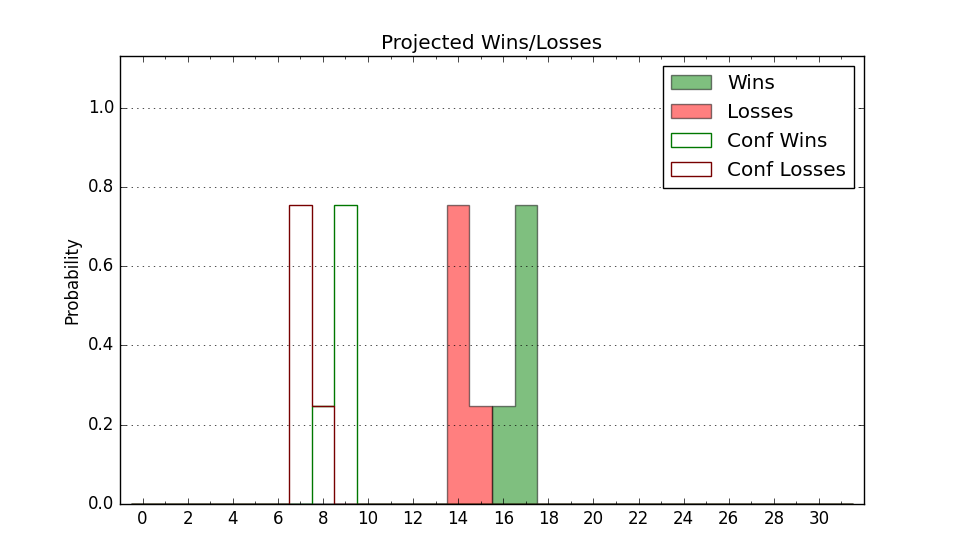 Projected Wins/Losses
Wins
Losses
Conf Wins
Conf Losses
Probability
1.0
0.8
0.6
0.4
0.2
0.0
0 2 4 6 8 10 12 14 16 18 20 22 24 26 28 30